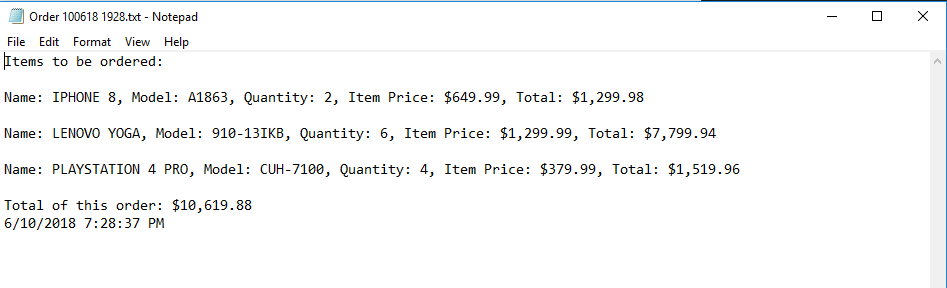 Order 100618 1928.txt - Notepad
File Edit Format View Help
Items to be ordered:
Name: IPHONE 8, Model: A1863, Quantity: 2, Item Price: $649.99, Total: $1,299.98
Name: LENOVO YOGA, Model: 910-13IKB, Quantity: 6, Item Price: $1,299.99, Total: $7,799.94
Name: PLAYSTATION 4 PRO, Model: CUH-7100, Quantity: 4, Item Price: $379.99, Total: $1,519.96
Total of this order: $10,619.88
6/10/2018 7:28:37 PM